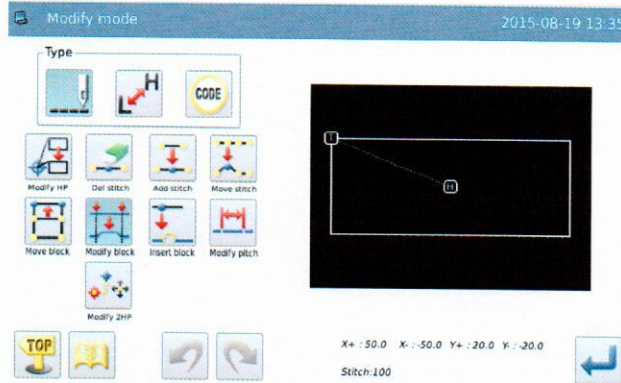 Modify mode
2015-08-19 13:35
Type
L H
CODE
Modify HP
Del stitch
Add stitch
Move stitch
Move block
Modify block
Insert block
Modify pitch
Modify 2HP
H
TOP
X+ : 50.0 X- : -50.0 Y+ : 20.0 Y- : -20.0
Stitch:100